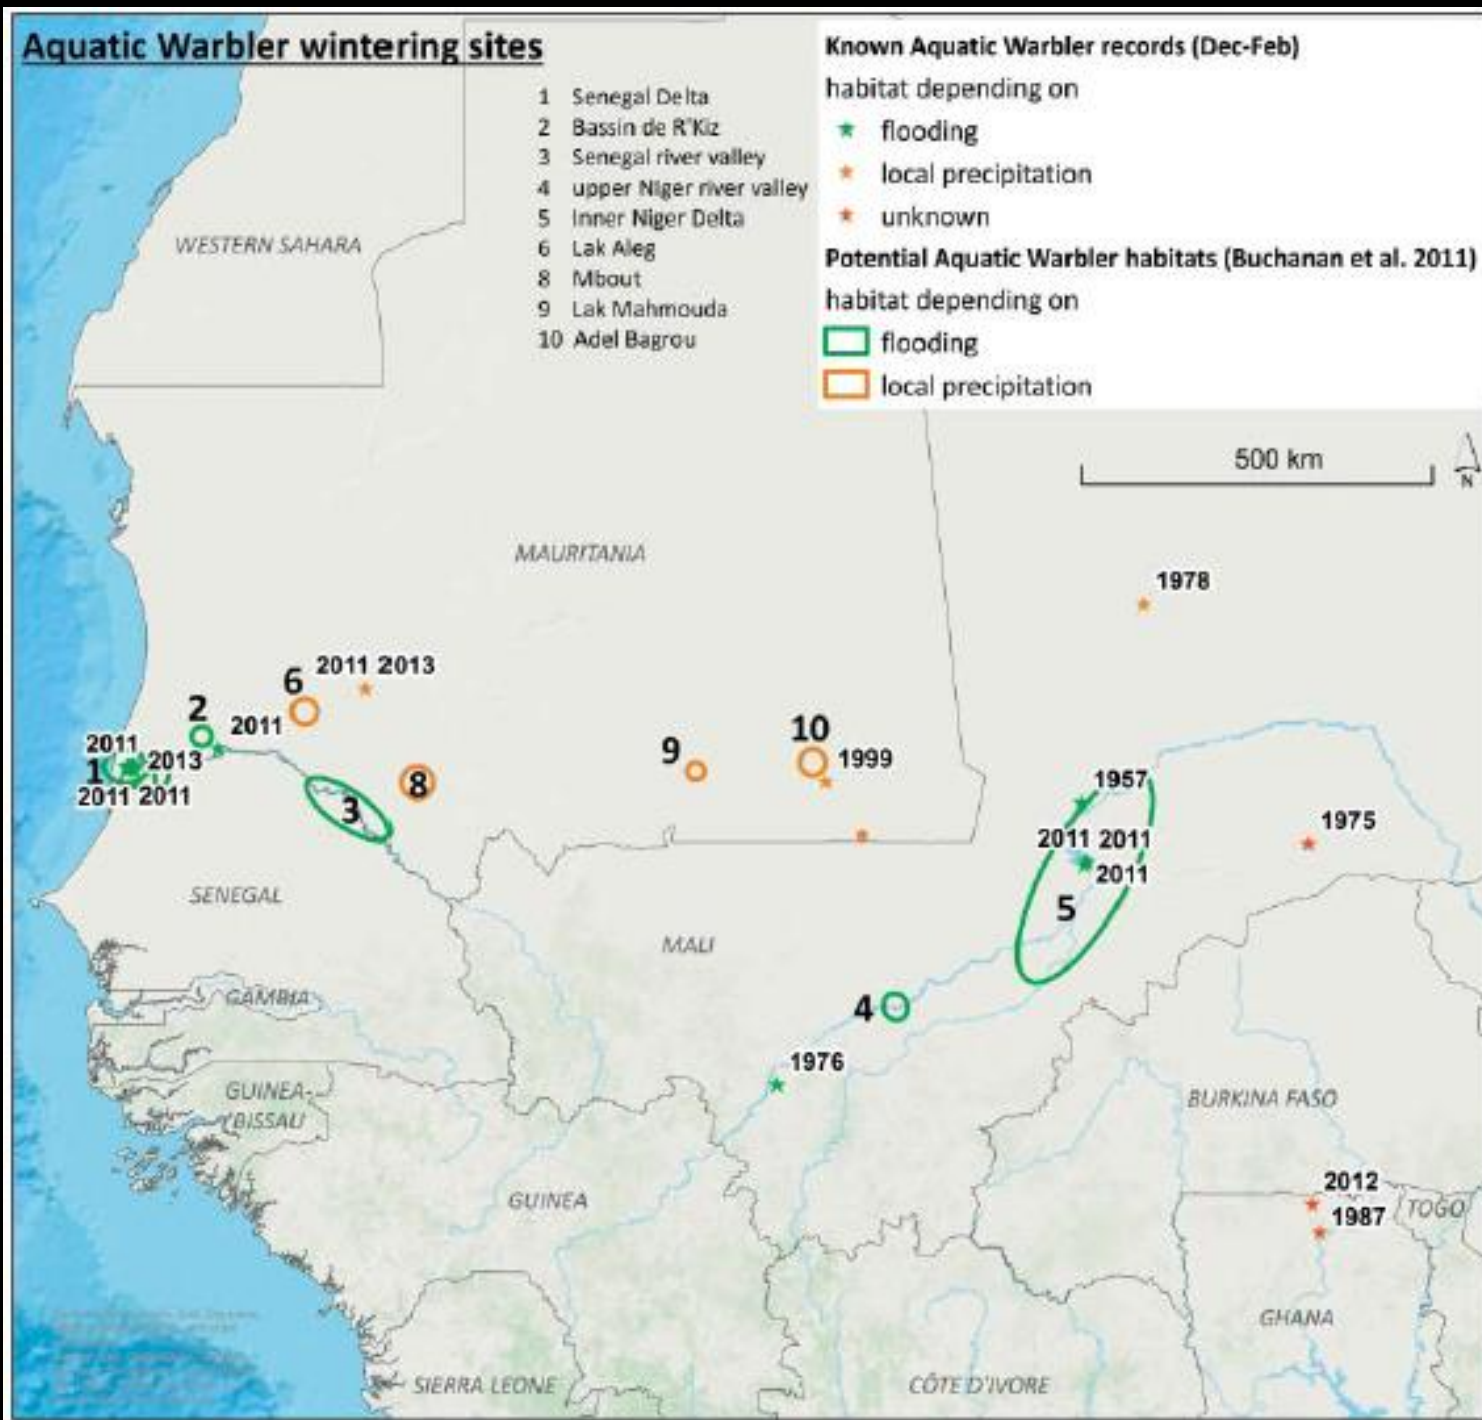 Aquatic Warbler wintering sites
1 Senegal Delta
2 Bassin de R'Kiz
3 Senegal river valley
4 upper Niger river valley
5 Inner Niger Delta
6 Lak Aleg
8 Mbout
9 Lak Mahmouda
10 Adel Bagrou
Known Aquatic Warbler records (Dec-Feb)
habitat depending on
flooding
local precipitation
unknown
Potential Aquatic Warbler habitats (Buchanan et al. 2011)
habitat depending on
flooding
local precipitation
500 km
N
WESTERN SAHARA
MAURITANIA
1978
6
2011 2013
2
2011
2011
1
2013
2011 2011
3
8
9
10
1999
1957
2011 2011
2011
5
1975
SENEGAL
MALI
4
GAMBIA
1976
GUINEA-
BISSAU
BURKINA FASO
GUINEA
2012
1987
TOGO
GHANA
SIERRA LEONE
CÔTE D'IVORE